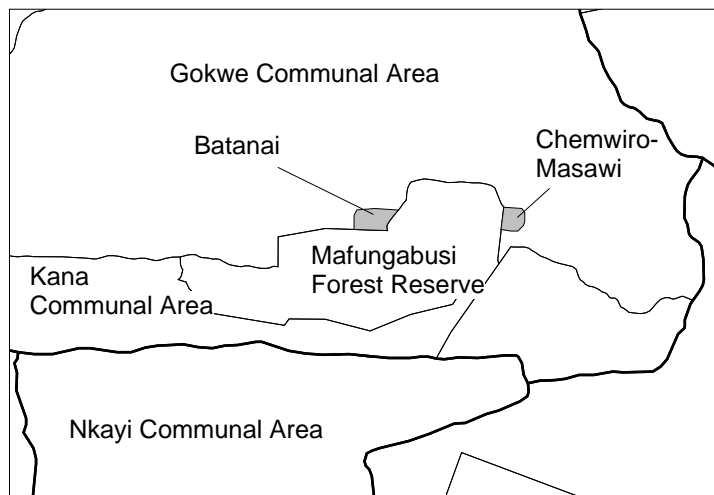 Gokwe Communal Area
Batanai
Chemwiro-
Masawi
Mafungabusi
Forest Reserve
Kana
Communal Area
Nkayi Communal Area